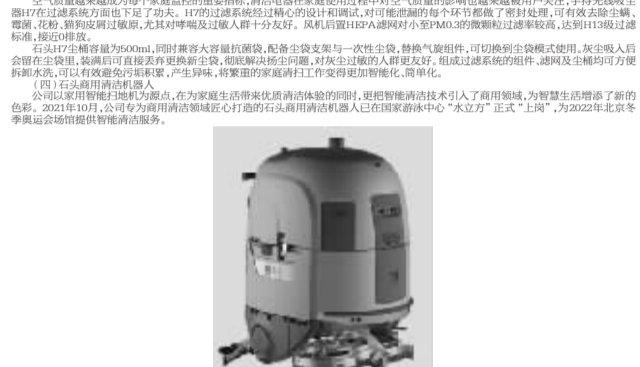 空气质量越来越成为每个家庭监控的重要指标,清洁电器在家庭使用过程中对空气质量的影响也越来越被用户关注,手持无线吸尘
器H7在过滤系统方面也下足了功夫。H7的过滤系统经过精心的设计和调试,对可能泄漏的每个环节都做了密封处理,可有效去除尘螨、
霉菌、花粉、猫狗皮屑过敏原,尤其对哮喘及过敏人群十分友好。风机后置HEPA滤网对小至PM0.3的微颗粒过滤率较高,达到H13级过滤
标准,接近0排放。
石头H7尘桶容量为500ml,同时兼容大容量抗菌袋,配备尘袋支架与一次性尘袋,替换气旋组件,可切换到尘袋模式使用。灰尘吸入后
会留在尘袋里,装满后可直接丢弃更换新尘袋,彻底解决扬尘问题,对灰尘过敏的人群更友好。组成过滤系统的组件、滤网及尘桶均可方便
拆卸水洗,可以有效避免污垢积累,产生异味,将繁重的家庭清扫工作变得更加智能化、简单化。
(四)石头商用清洁机器人
公司以家用智能扫地机为源点,在为家庭生活带来优质清洁体验的同时,更把智能清洁技术引入了商用领域,为智慧生活增添了新的
色彩。2021年10月,公司专为商用清洁领域匠心打造的石头商用清洁机器人已在国家游泳中心“水立方”正式“上岗”,为2022年北京冬
季奥运会场馆提供智能清洁服务。